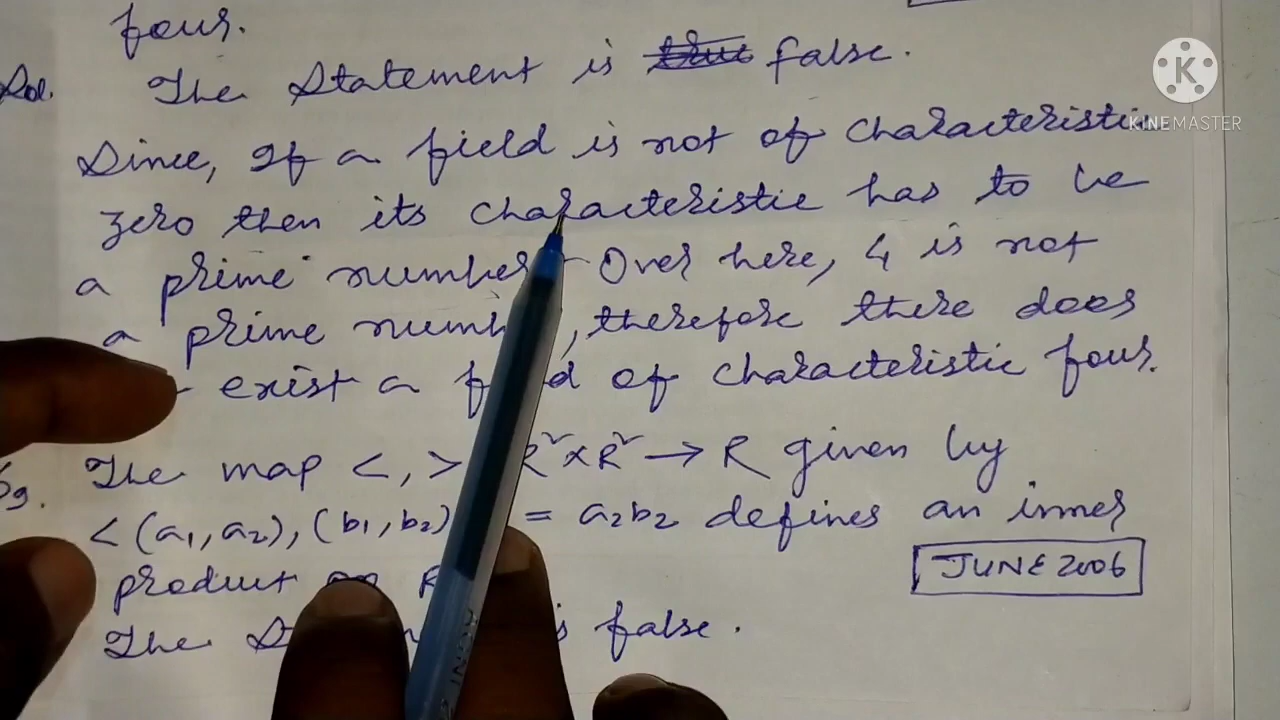 four.
Sol. The Statement is true false.
K
KINEMASTER
Since, If a field is not of characteristic
zero then its characteristic has to be
a prime number Over here, 4 is not
a prime , therefore there does
exist a of characteristic four.
The map < , > R² × R² → R given by
<(a₁, a₂), (b₁, b₂) = a₂b₂ defines an inner
product on R
JUNE 2006
The is false.